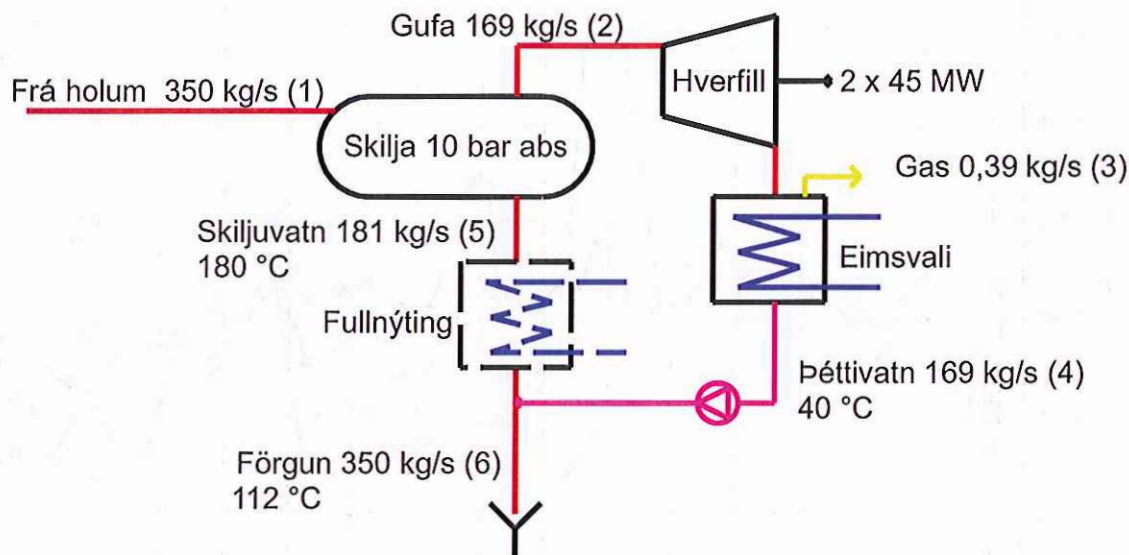 Gufa 169 kg/s (2)
Frá holum 350 kg/s (1)
Hverfill
2 x 45 MW
Skilja 10 bar abs
Gas 0,39 kg/s (3)
Skiljuvatn 181 kg/s (5)
180 °C
Eimsvali
Fullnýting
Þéttivatn 169 kg/s (4)
40 °C
Förgun 350 kg/s (6)
112 °C